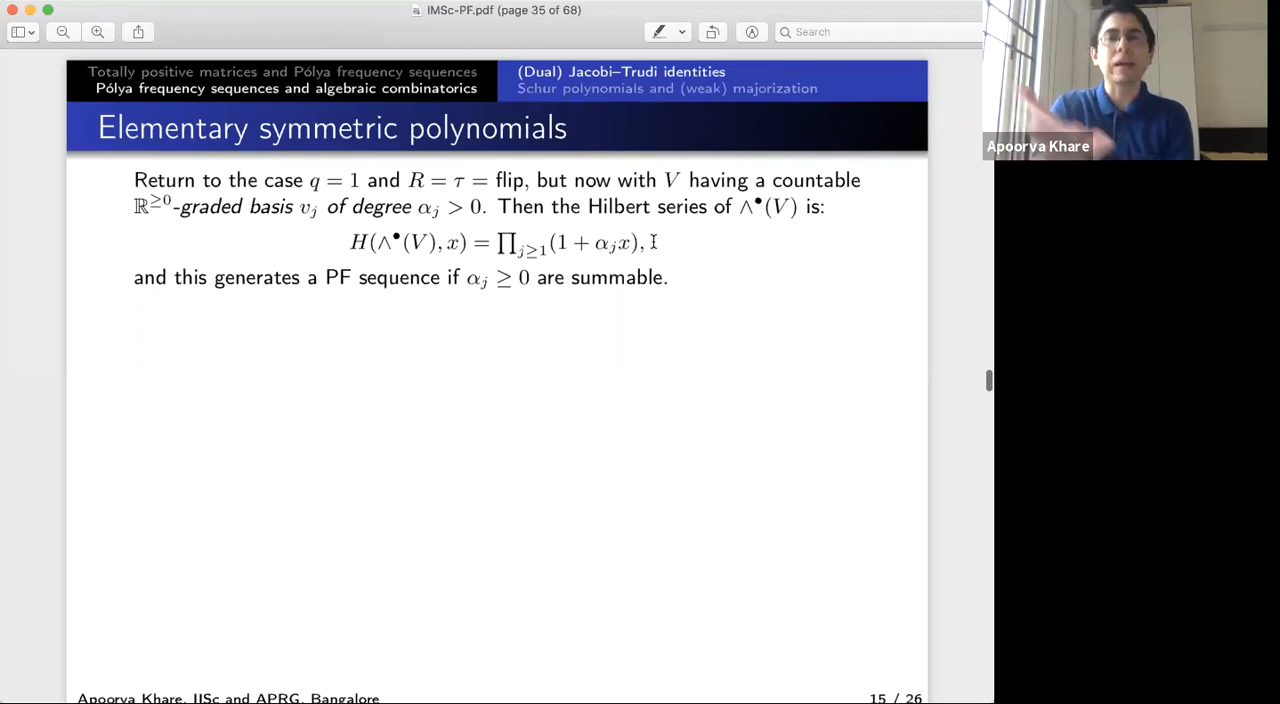 IMSc-PF.pdf (page 35 of 68)
Search
Totally positive matrices and Pólya frequency sequences
Pólya frequency sequences and algebraic combinatorics
(Dual) Jacobi–Trudi identities
Schur polynomials and (weak) majorization
Elementary symmetric polynomials
Return to the case q = 1 and R = τ = flip, but now with V having a countable
ℝ^{≥0}-graded basis v_j of degree α_j > 0. Then the Hilbert series of ∧^•(V) is:
H(∧^•(V), x) = ∏_{j≥1}(1 + α_j x),
and this generates a PF sequence if α_j ≥ 0 are summable.
Apoorva Khare, IISc and APRG, Bangalore
15 / 26
Apoorva Khare